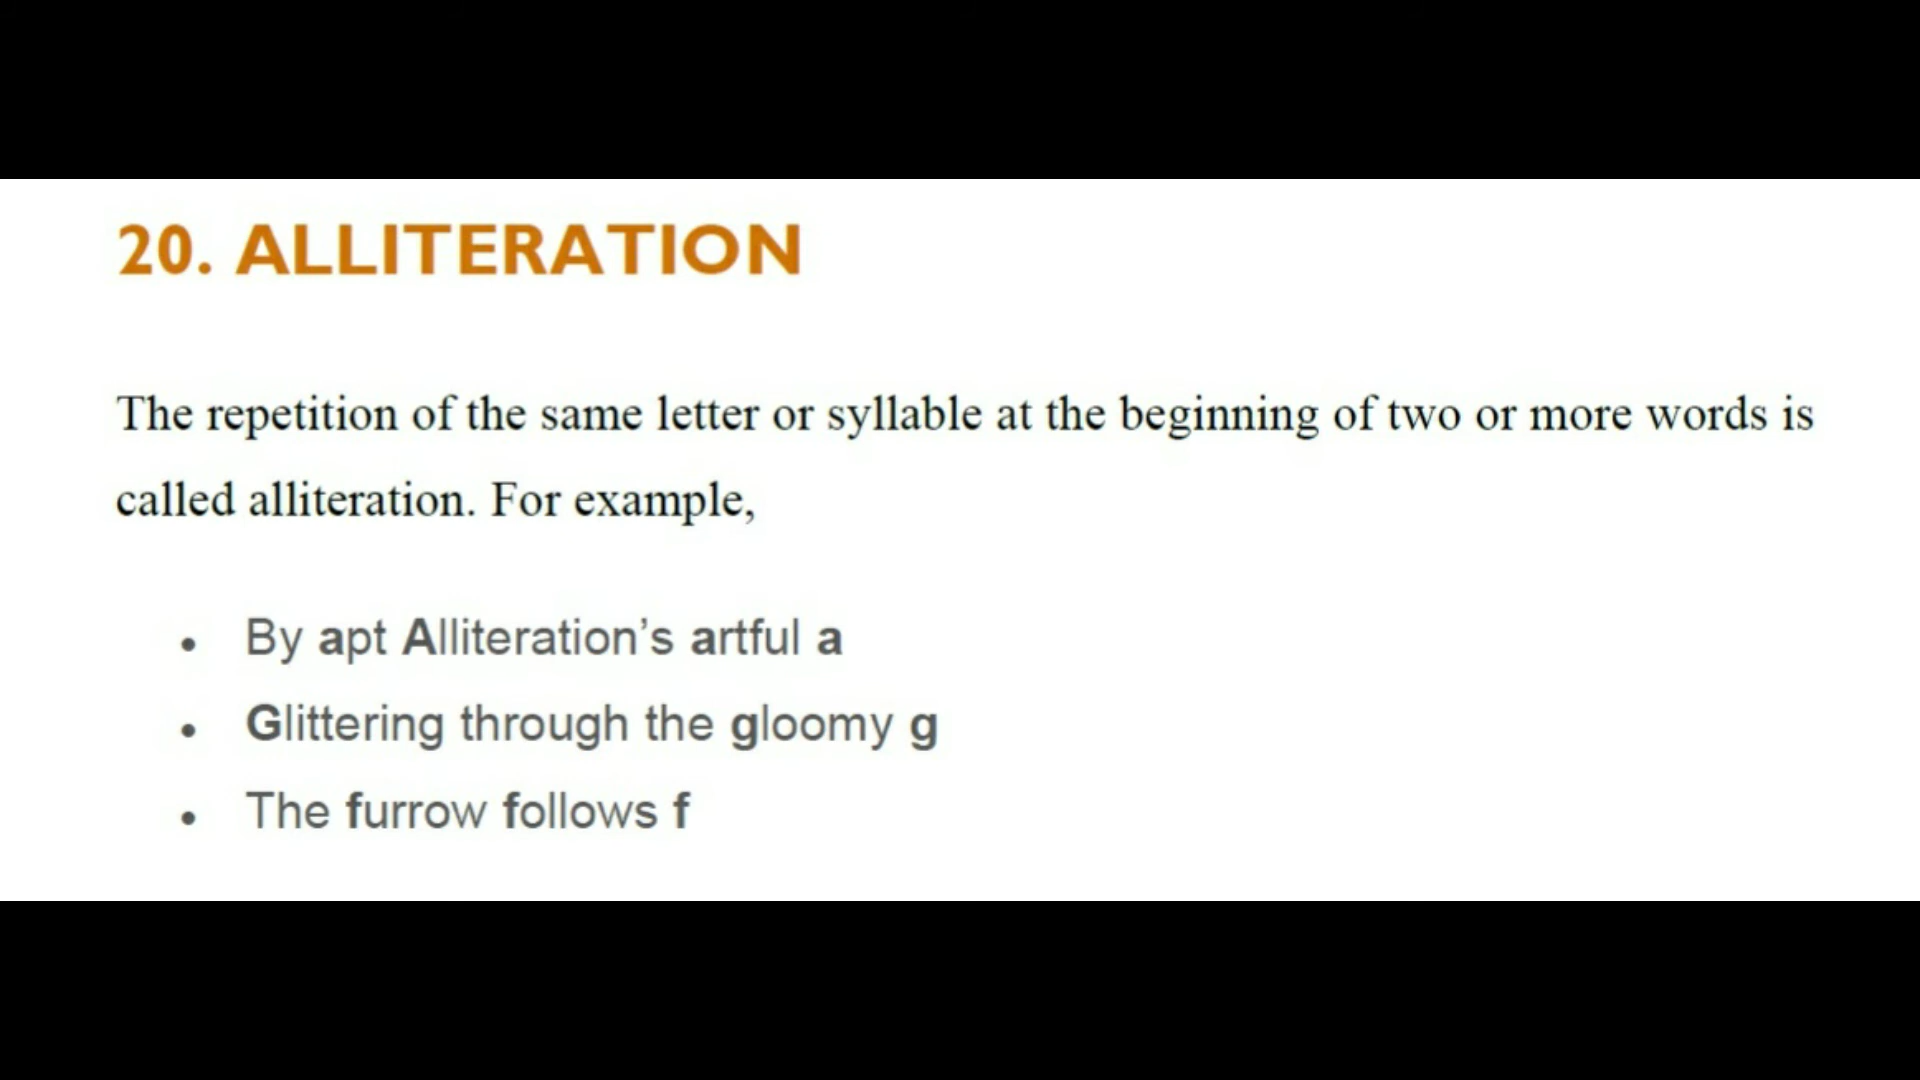 20. ALLITERATION
The repetition of the same letter or syllable at the beginning of two or more words is
called alliteration. For example,
• By apt Alliteration’s artful a
• Glittering through the gloomy g
• The furrow follows f